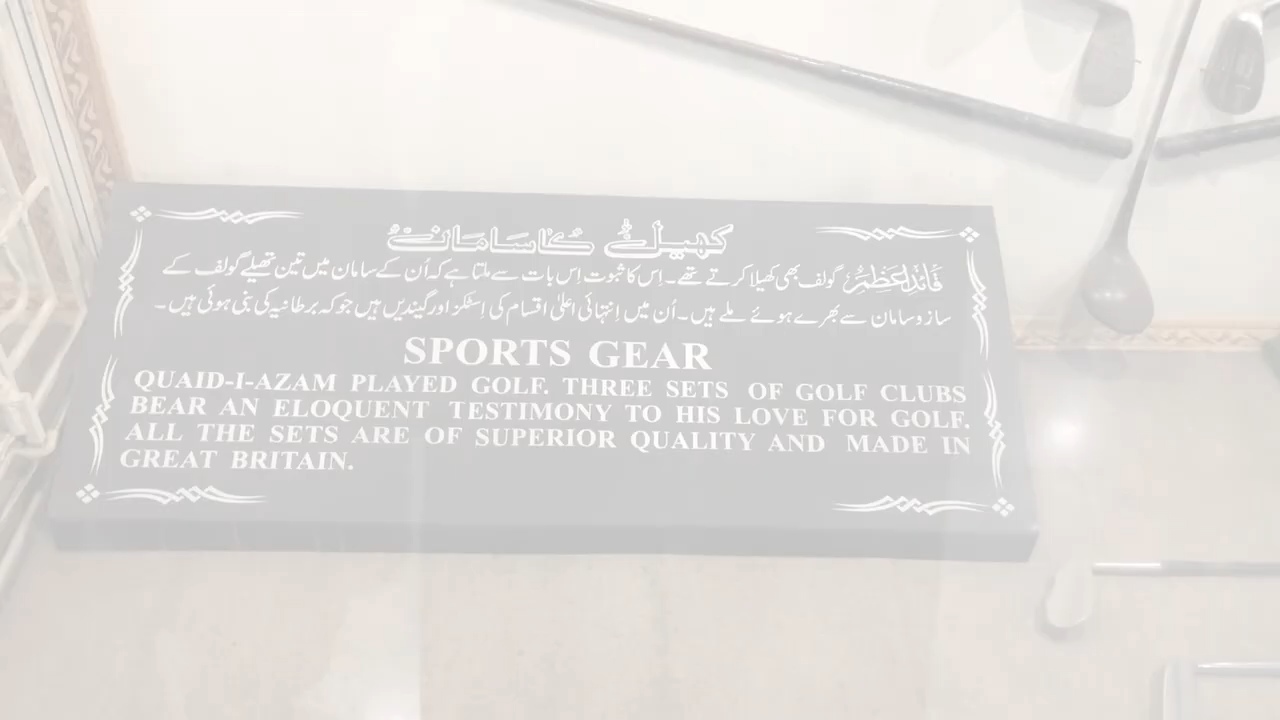 کھیل کا سامان
قائداعظمؒ گولف بھی کھیلا کرتے تھے۔ اِس کا ثبوت اِس بات سے ملتا ہے کہ اُن کے سامان میں تین تھیلے گولف کے
ساز و سامان سے بھرے ہوئے ملے ہیں۔ اُن میں اِنتہائی اعلیٰ اقسام کی اِسٹکز اور گیندیں ہیں جو کہ برطانیہ کی بنی ہوئی ہیں۔
SPORTS GEAR
QUAID-I-AZAM PLAYED GOLF. THREE SETS OF GOLF CLUBS
BEAR AN ELOQUENT TESTIMONY TO HIS LOVE FOR GOLF.
ALL THE SETS ARE OF SUPERIOR QUALITY AND MADE IN
GREAT BRITAIN.